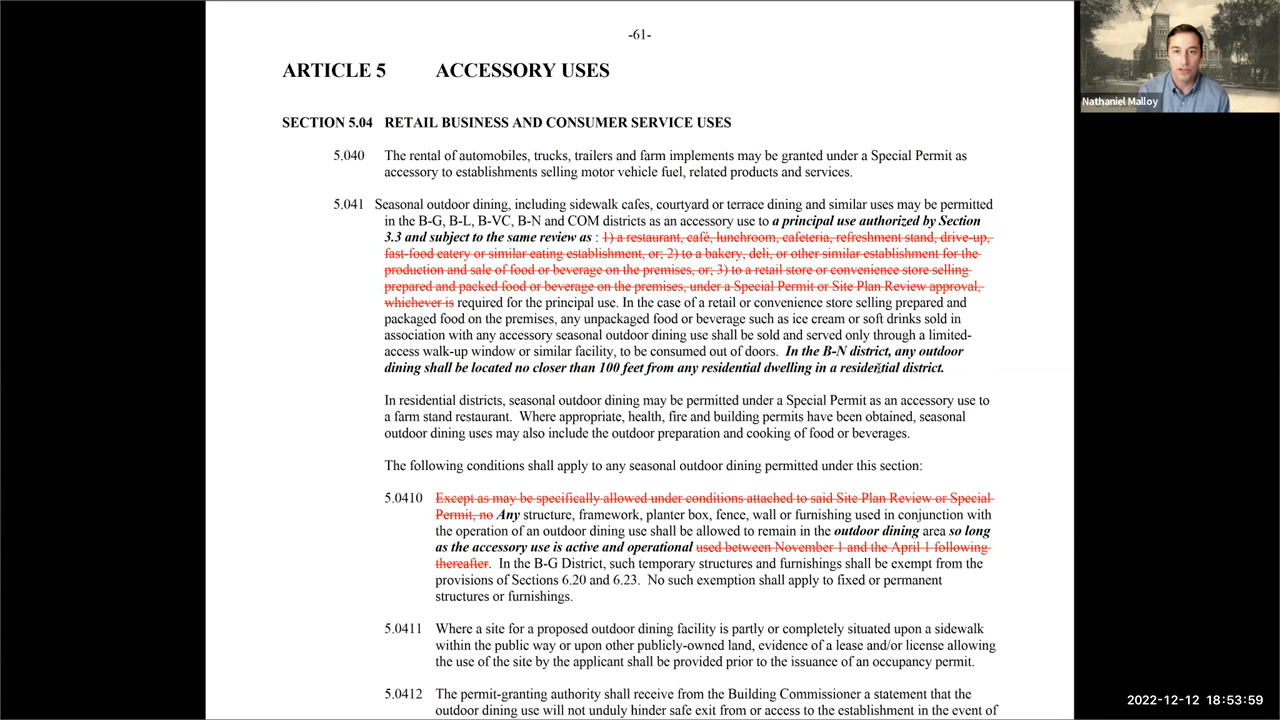 -61-
ARTICLE 5 ACCESSORY USES
SECTION 5.04 RETAIL BUSINESS AND CONSUMER SERVICE USES
5.040 The rental of automobiles, trucks, trailers and farm implements may be granted under a Special Permit as
accessory to establishments selling motor vehicle fuel, related products and services.
5.041 Seasonal outdoor dining, including sidewalk cafes, courtyard or terrace dining and similar uses may be permitted
in the B-G, B-L, B-VC, B-N and COM districts as an accessory use to a principal use authorized by Section
3.3 and subject to the same review as : 1) a restaurant, café, lunchroom, cafeteria, refreshment stand, drive-up,
fast-food eatery or similar eating establishment, or; 2) to a bakery, deli, or other similar establishment for the
production and sale of food or beverage on the premises, or; 3) to a retail store or convenience store selling
prepared and packed food or beverage on the premises, under a Special Permit or Site Plan Review approval,
whichever is required for the principal use. In the case of a retail or convenience store selling prepared and
packaged food on the premises, any unpackaged food or beverage such as ice cream or soft drinks sold in
association with any accessory seasonal outdoor dining use shall be sold and served only through a limited-
access walk-up window or similar facility, to be consumed out of doors. In the B-N district, any outdoor
dining shall be located no closer than 100 feet from any residential dwelling in a residential district.
In residential districts, seasonal outdoor dining may be permitted under a Special Permit as an accessory use to
a farm stand restaurant. Where appropriate, health, fire and building permits have been obtained, seasonal
outdoor dining uses may also include the outdoor preparation and cooking of food or beverages.
The following conditions shall apply to any seasonal outdoor dining permitted under this section:
5.0410 Except as may be specifically allowed under conditions attached to said Site Plan Review or Special
Permit, no Any structure, framework, planter box, fence, wall or furnishing used in conjunction with
the operation of an outdoor dining use shall be allowed to remain in the outdoor dining area so long
as the accessory use is active and operational used between November 1 and the April 1 following
thereafter. In the B-G District, such temporary structures and furnishings shall be exempt from the
provisions of Sections 6.20 and 6.23. No such exemption shall apply to fixed or permanent
structures or furnishings.
5.0411 Where a site for a proposed outdoor dining facility is partly or completely situated upon a sidewalk
within the public way or upon other publicly-owned land, evidence of a lease and/or license allowing
the use of the site by the applicant shall be provided prior to the issuance of an occupancy permit.
5.0412 The permit-granting authority shall receive from the Building Commissioner a statement that the
outdoor dining use will not unduly hinder safe exit from or access to the establishment in the event of
Nathaniel Malloy
2022-12-12 18:53:59